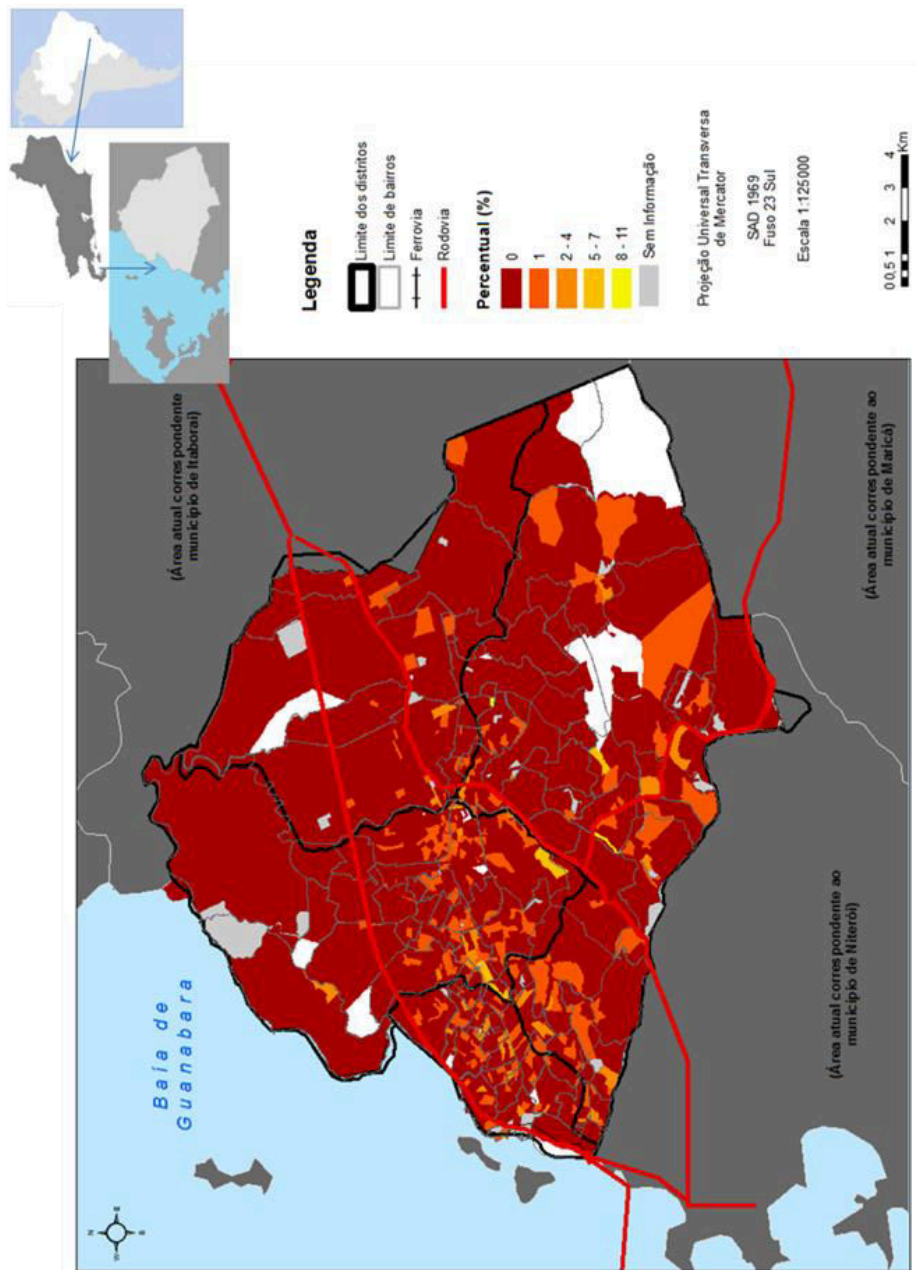 (Área atual correspondente ao
município de Itaboraí)
Baía de
Guanabara
(Área atual correspondente ao
município de Niterói)
(Área atual correspondente ao
município de Maricá)
N
W
E
S
Legenda
Limite dos distritos
Limite de bairros
Ferrovia
Rodovia
Percentual (%)
0
1
2 - 4
5 - 7
8 - 11
Sem Informação
Projeção Universal Transversa
de Mercator
SAD 1969
Fuso 23 Sul
Escala 1:125000
0 0,5 1 2 3 4
Km